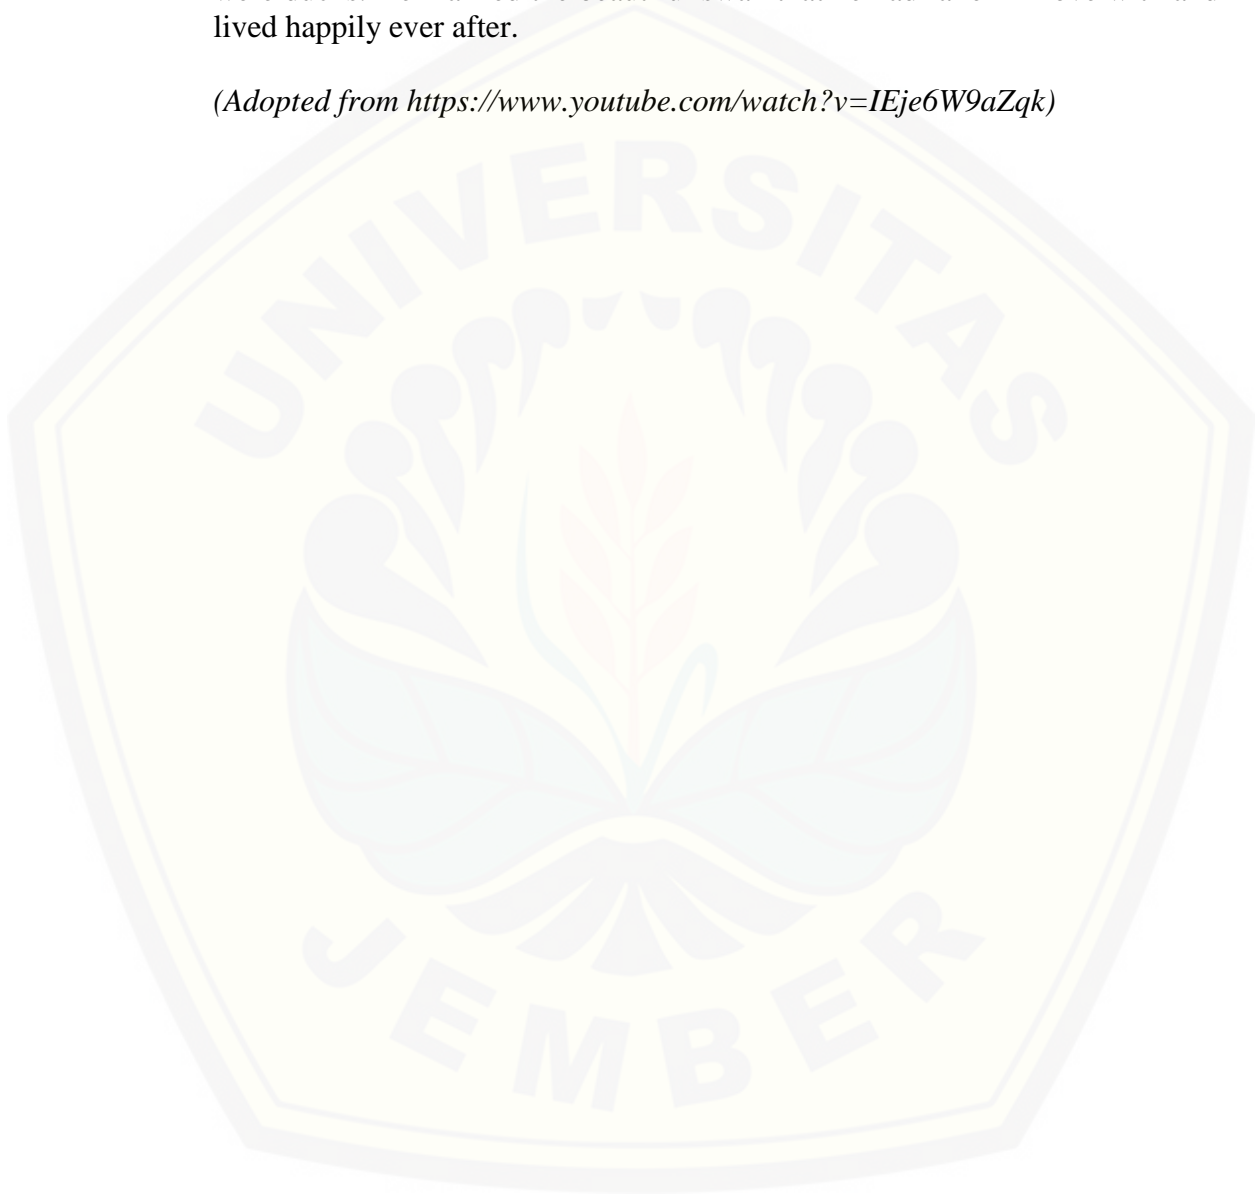 lived happily ever after.
(Adopted from https://www.youtube.com/watch?v=IEje6W9aZqk)
UNIVERSITAS
JEMBER